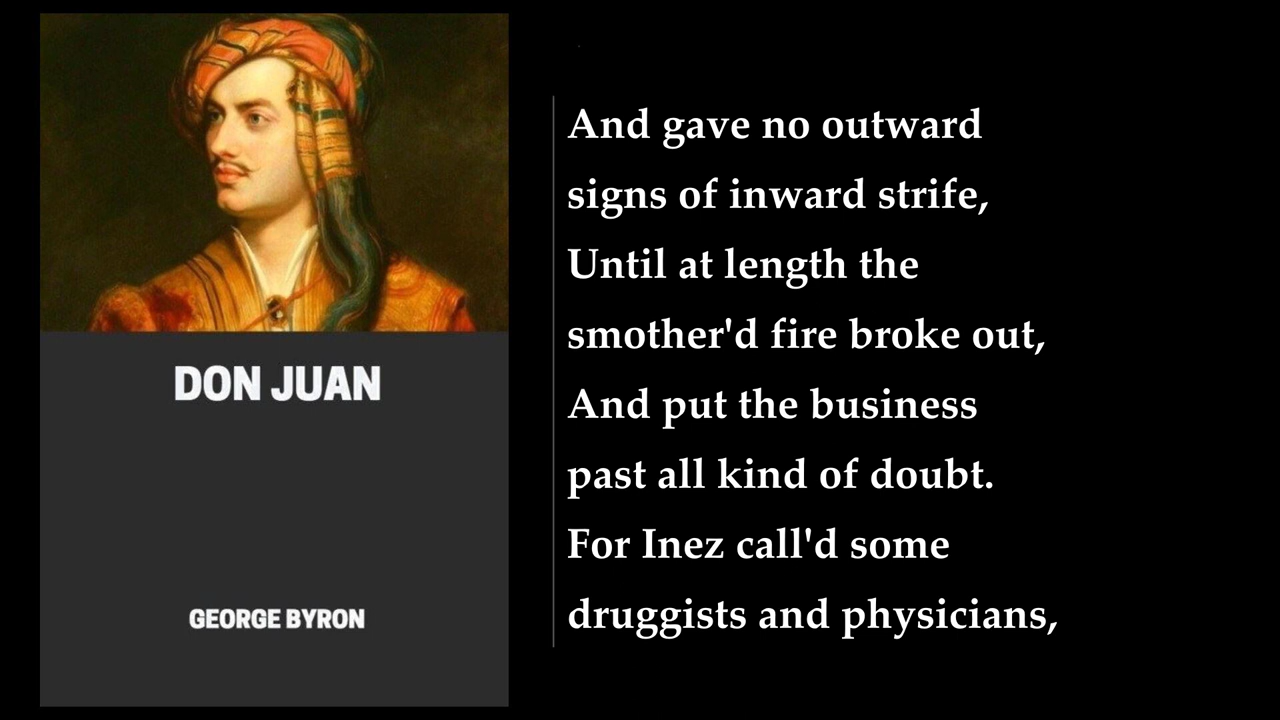 DON JUAN
GEORGE BYRON
And gave no outward
signs of inward strife,
Until at length the
smother'd fire broke out,
And put the business
past all kind of doubt.
For Inez call'd some
druggists and physicians,